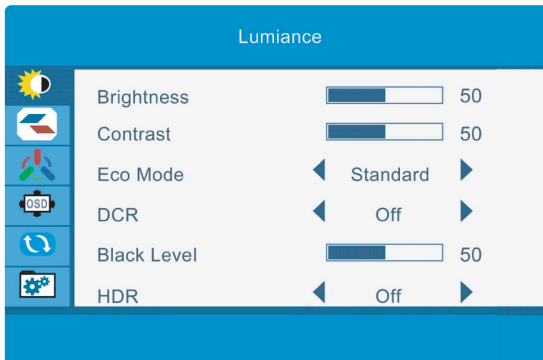 Lumiance
Brightness 50
Contrast 50
Eco Mode Standard
OSD
DCR Off
Black Level 50
HDR Off